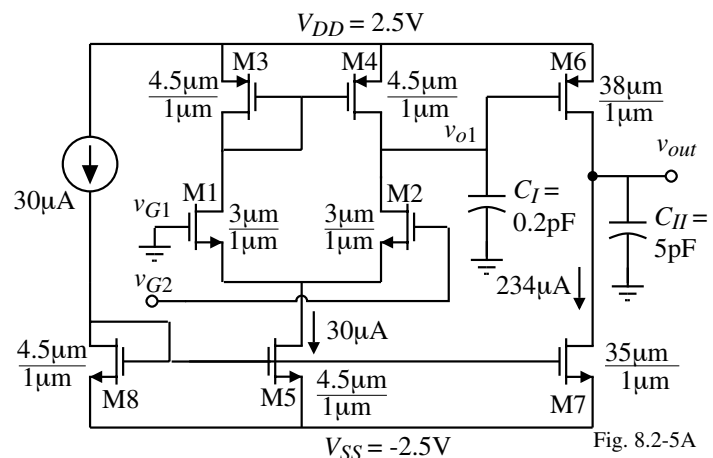 V_DD = 2.5V
M3
M4
M6
4.5µm
1µm
4.5µm
1µm
38µm
1µm
v_o1
v_out
30µA
v_G1
M1
M2
3µm
1µm
3µm
1µm
C_I =
0.2pF
C_II =
5pF
v_G2
234µA
30µA
4.5µm
1µm
M8
M5
4.5µm
1µm
35µm
1µm
M7
V_SS = -2.5V
Fig. 8.2-5A